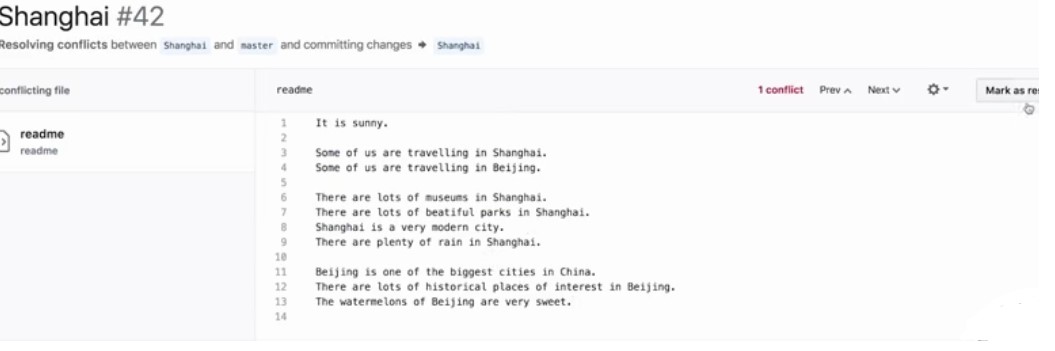 Shanghai #42
Resolving conflicts between Shanghai and master and committing changes → Shanghai
conflicting file
readme
1 conflict Prev Next
Mark as re
readme
readme
1 It is sunny.
2
3 Some of us are travelling in Shanghai.
4 Some of us are travelling in Beijing.
5
6 There are lots of museums in Shanghai.
7 There are lots of beatiful parks in Shanghai.
8 Shanghai is a very modern city.
9 There are plenty of rain in Shanghai.
10
11 Beijing is one of the biggest cities in China.
12 There are lots of historical places of interest in Beijing.
13 The watermelons of Beijing are very sweet.
14